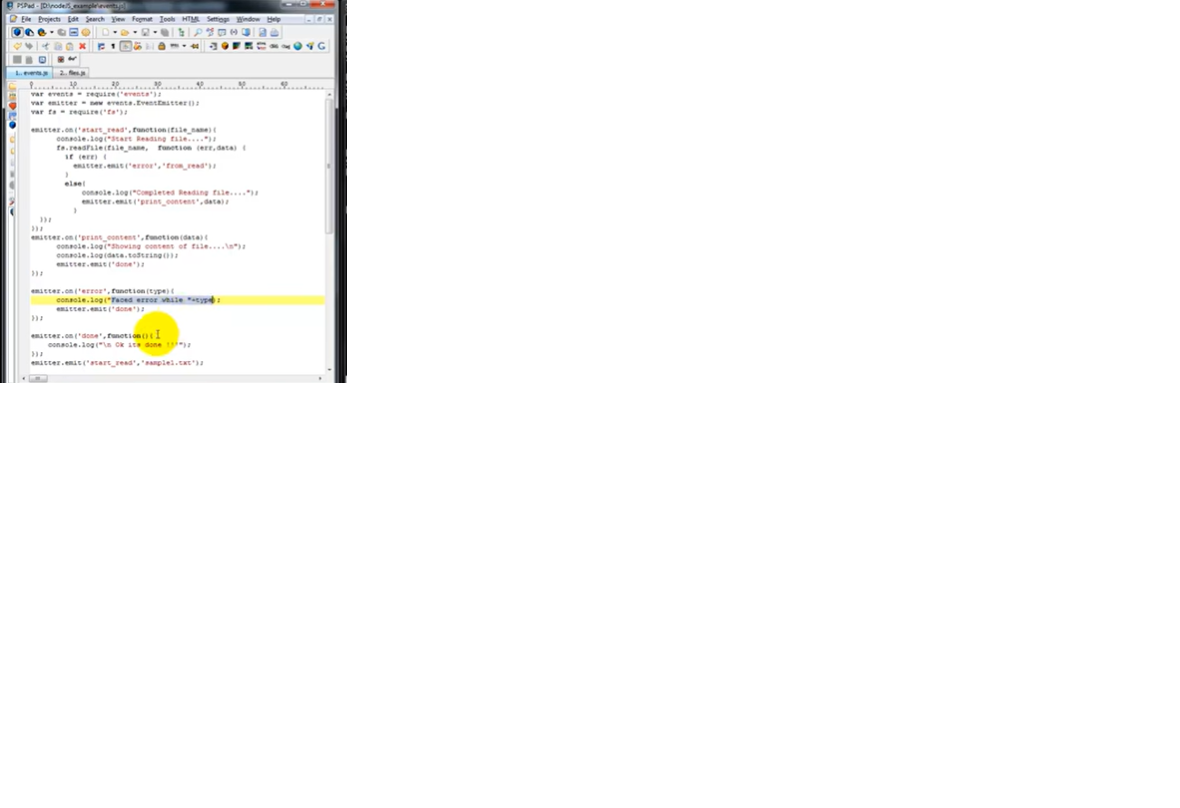 PSPad - [D:\nodeJS_example\events.js]
File Projects Edit Search View Format Tools HTML Settings Window Help
1.. events.js 2.. files.js
0 10 20 30 40 50 60
var events = require('events');
var emitter = new events.EventEmitter();
var fs = require('fs');
emitter.on('start_read',function(file_name){
console.log("Start Reading file....");
fs.readFile(file_name, function (err,data) {
if (err) {
emitter.emit('error','from_read');
}
else{
console.log("Completed Reading file....");
emitter.emit('print_content',data);
}
});
});
emitter.on('print_content',function(data){
console.log("Showing content of file....\n");
console.log(data.toString());
emitter.emit('done');
});
emitter.on('error',function(type){
console.log("Faced error while "+type);
emitter.emit('done');
});
emitter.on('done',function(){
console.log("\n Ok its done !!");
});
emitter.emit('start_read','sample1.txt');